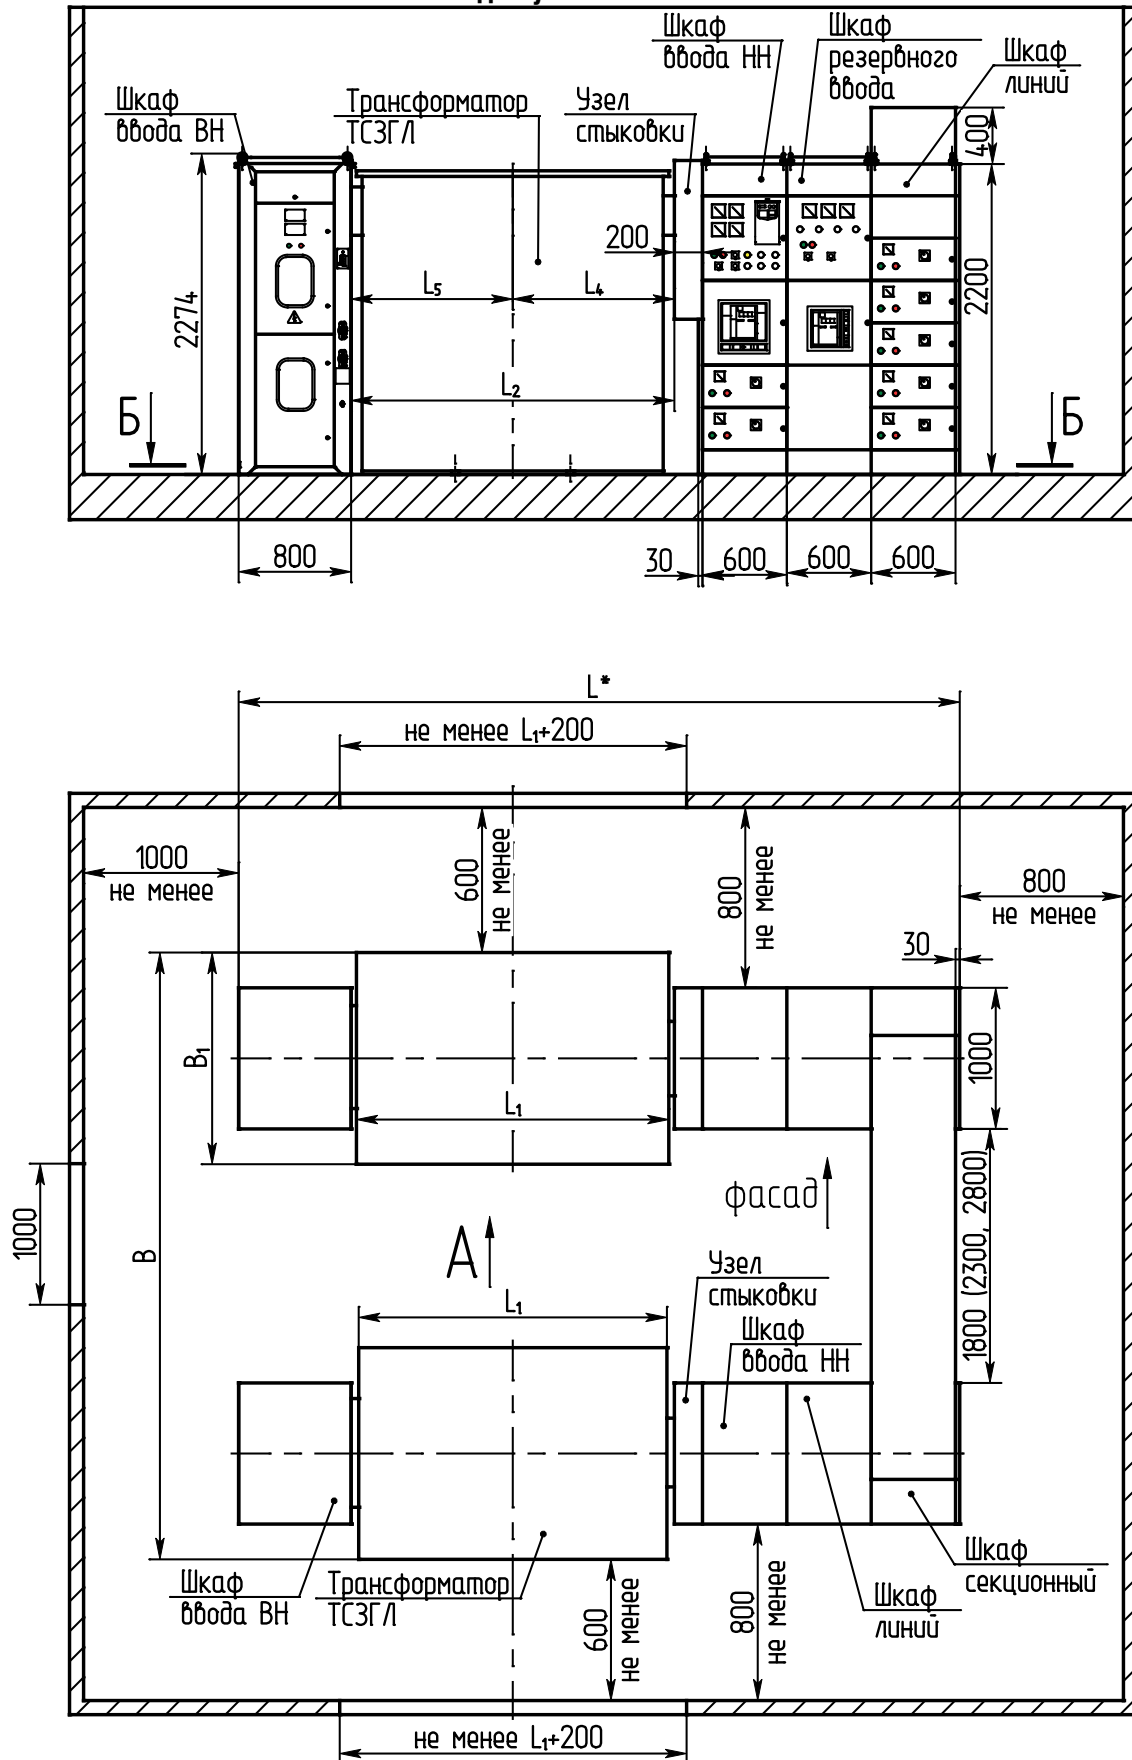 Шкаф
ввода НН
Шкаф
резервного
ввода
Шкаф
линий
Шкаф
ввода ВН
Трансформатор
ТСЗГЛ
Узел
стыковки
400
200
L₅
L₄
2274
2200
L₂
Б
Б
800
30
600
600
600
L*
не менее L₁+200
1000
не менее
600
не менее
800
не менее
800
не менее
30
B₁
L₁
1000
1000
B
А
фасад
1800 (2300, 2800)
Узел
стыковки
L₁
Шкаф
ввода НН
Шкаф
ввода ВН
Трансформатор
ТСЗГЛ
600
не менее
800
не менее
Шкаф
линий
Шкаф
секционный
не менее L₁+200